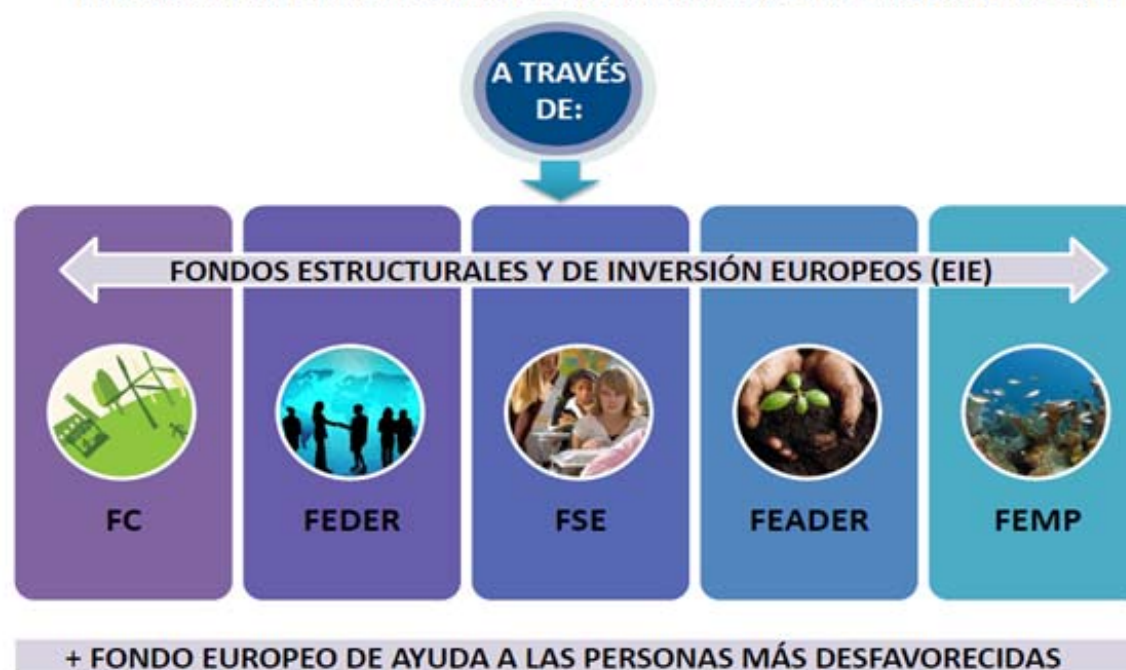 A TRAVÉS
DE:
FONDOS ESTRUCTURALES Y DE INVERSIÓN EUROPEOS (EIE)
FC
FEDER
FSE
FEADER
FEMP
+ FONDO EUROPEO DE AYUDA A LAS PERSONAS MÁS DESFAVORECIDAS